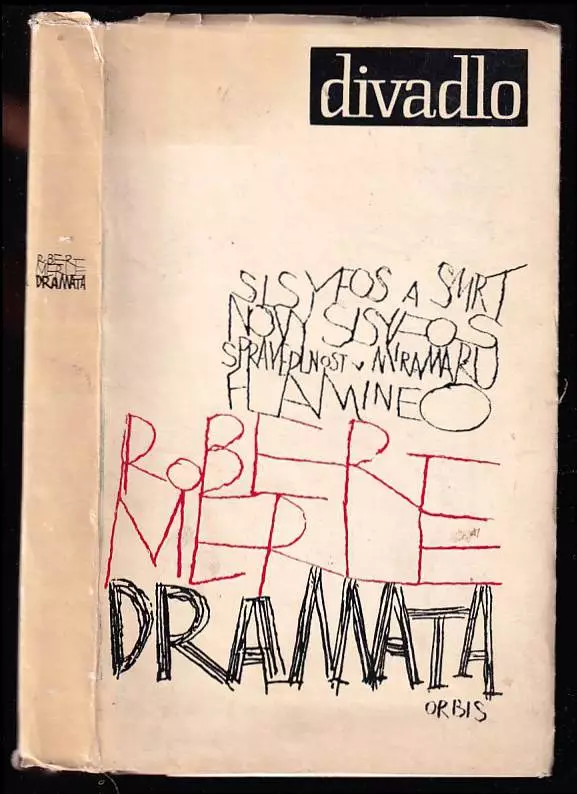 divadlo
SISYFOS A SMRT
NOVÝ SISYFOS
SPRAVEDLNOST V MIRAMARU
FLAMINEO
ROBERT
MERLE
DRAMATA
ORBIS
ROBERT
MERLE
DRAMATA